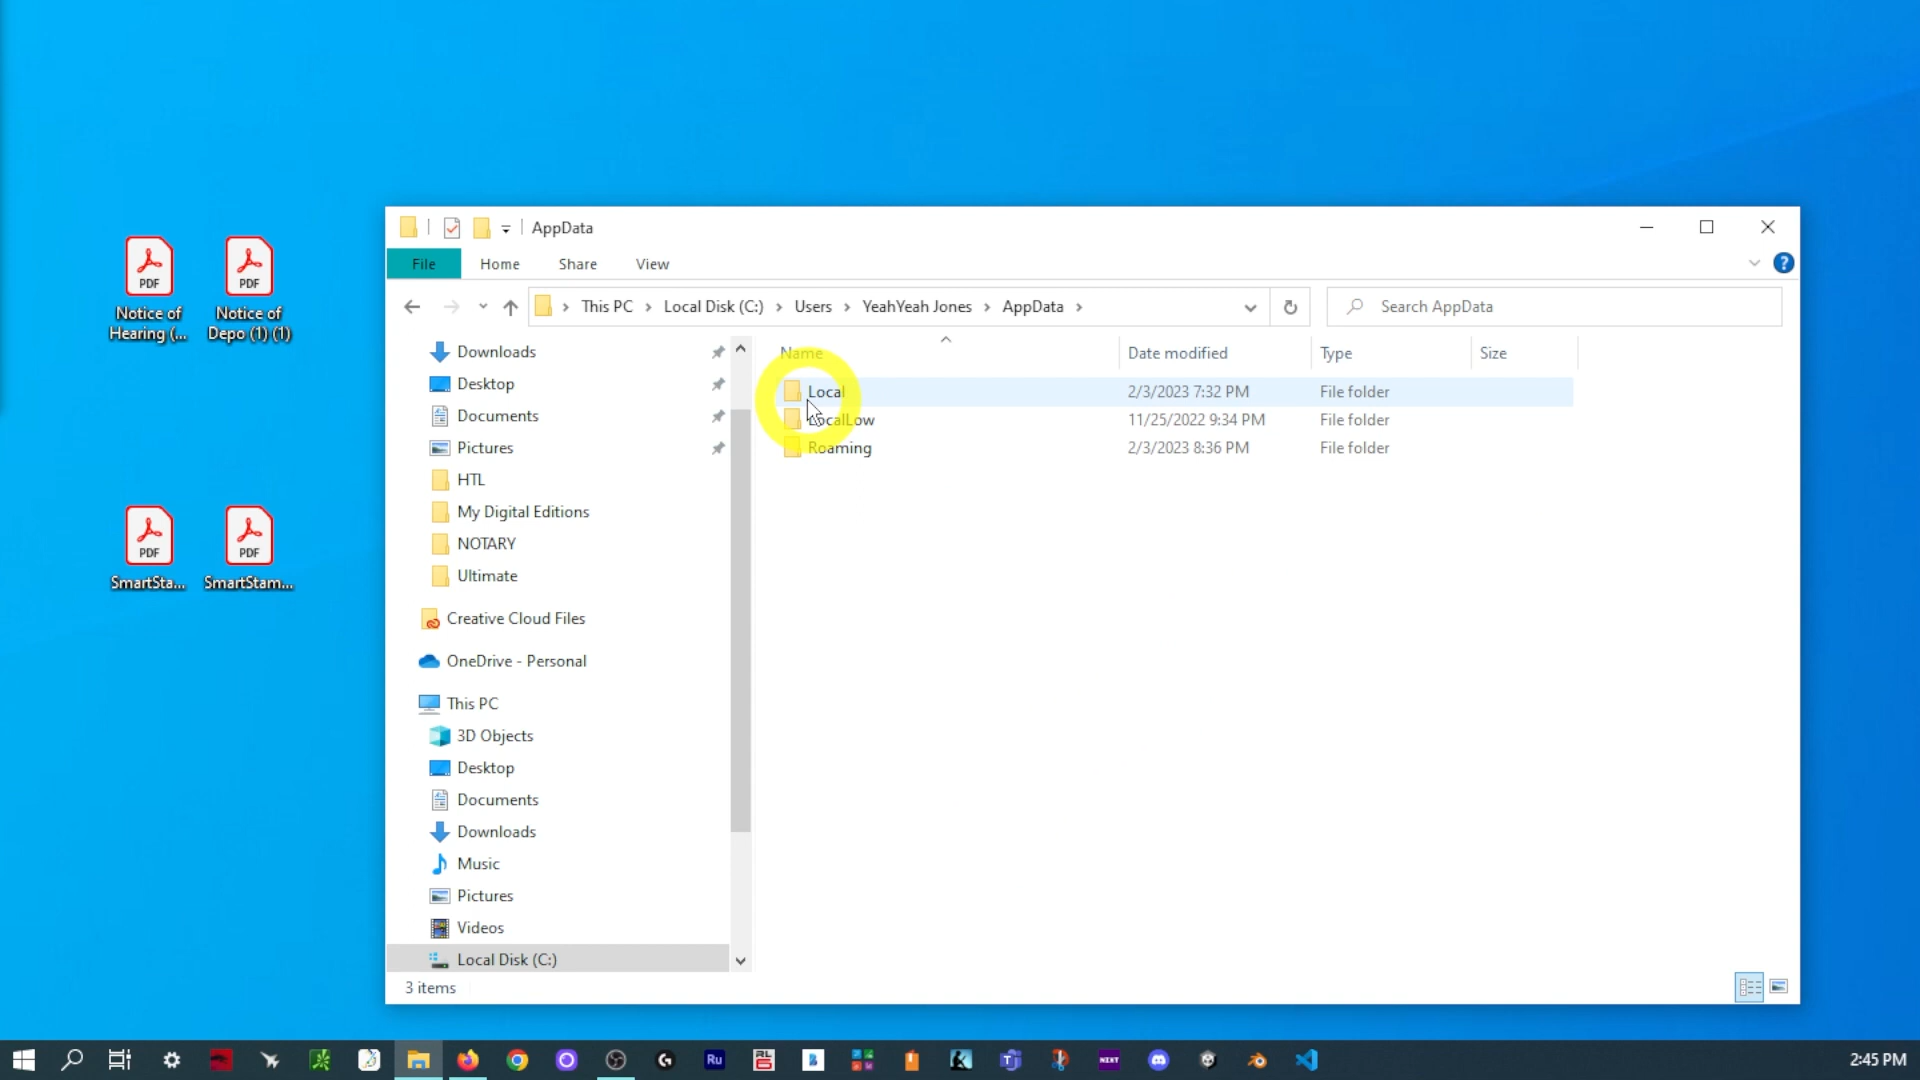 AppData
File
Home
Share
View
This PC
Local Disk (C:)
Users
YeahYeah Jones
AppData
Search AppData
Name
Date modified
Type
Size
Local
2/3/2023 7:32 PM
File folder
LocalLow
11/25/2022 9:34 PM
File folder
Roaming
2/3/2023 8:36 PM
File folder
Downloads
Desktop
Documents
Pictures
HTL
My Digital Editions
NOTARY
Ultimate
Creative Cloud Files
OneDrive - Personal
This PC
3D Objects
Desktop
Documents
Downloads
Music
Pictures
Videos
Local Disk (C:)
3 items
PDF
Notice of
Hearing (...
PDF
Notice of
Depo (1) (1)
PDF
SmartSta...
PDF
SmartStam...
Ru
NEXT
2:45 PM